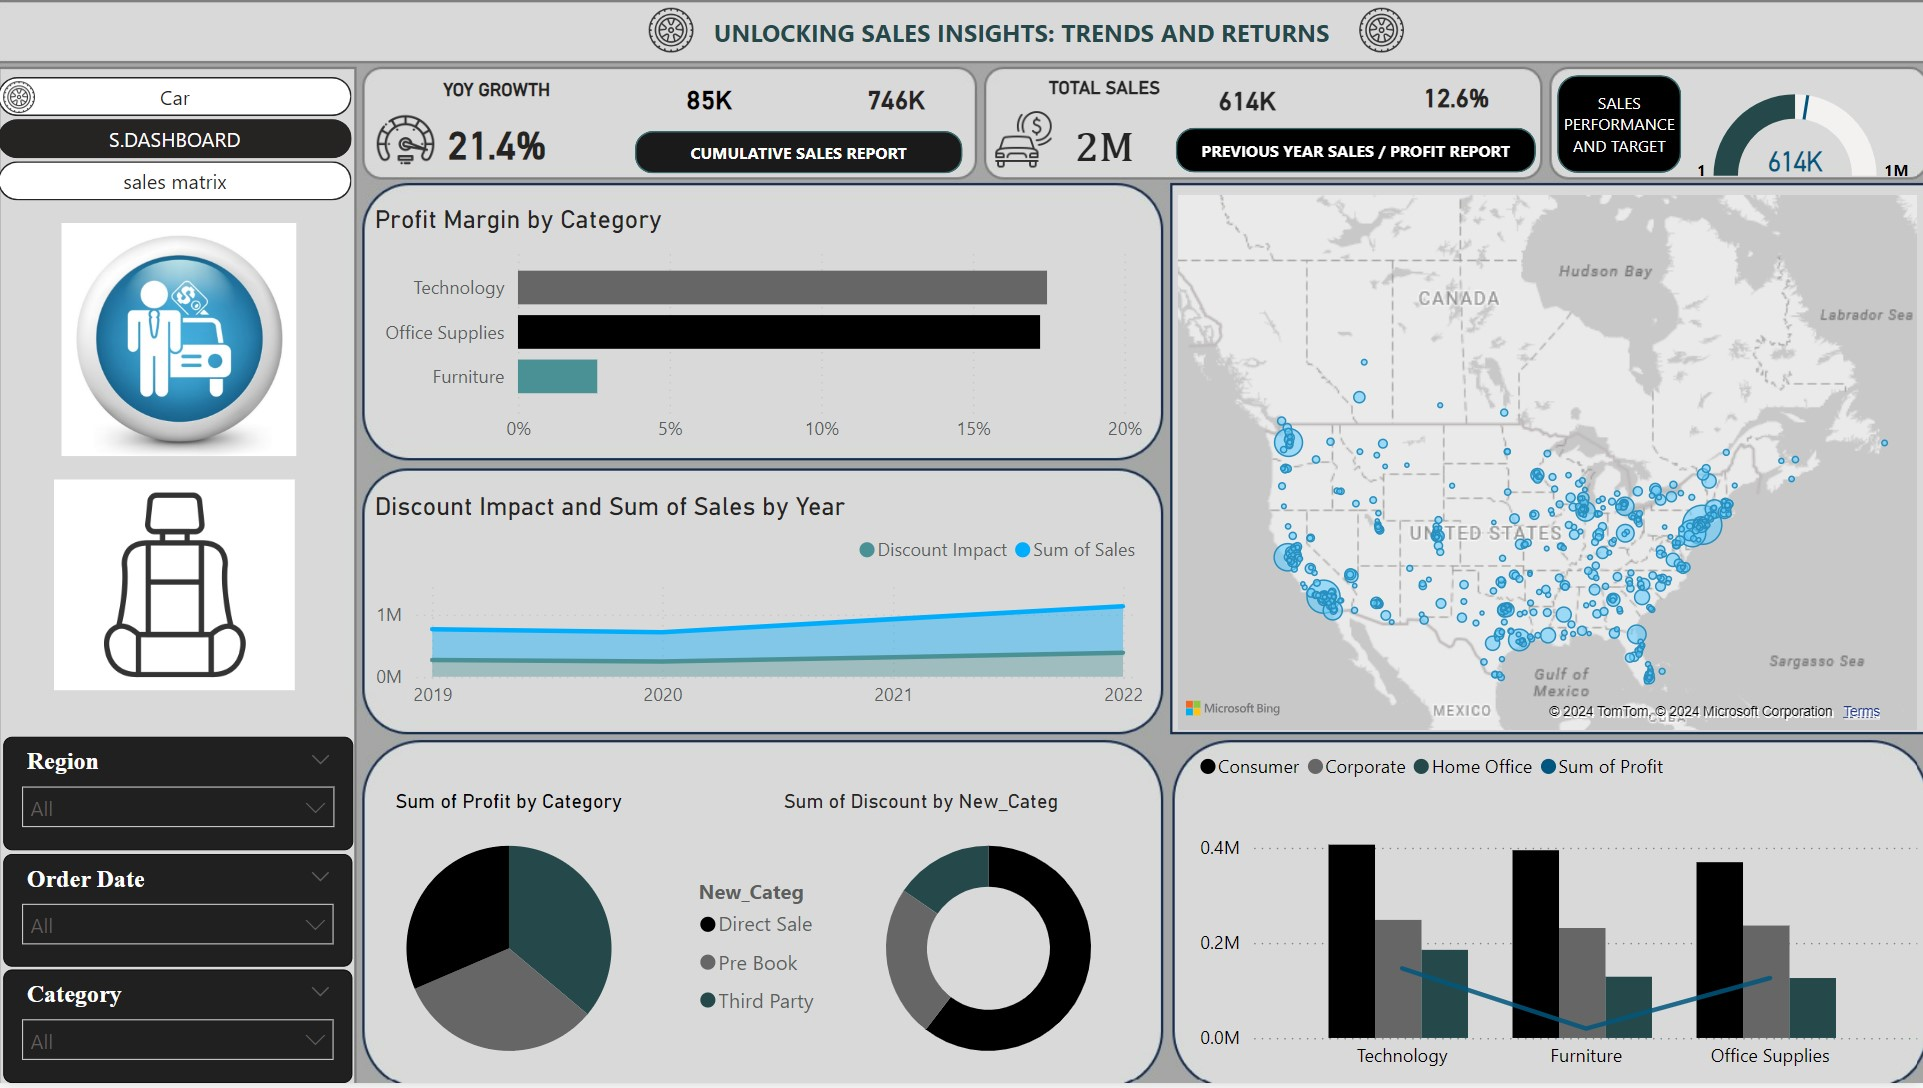 UNLOCKING SALES INSIGHTS: TRENDS AND RETURNS
Car
S.DASHBOARD
sales matrix
YOY GROWTH
21.4%
85K
746K
CUMULATIVE SALES REPORT
TOTAL SALES
2M
614K
12.6%
PREVIOUS YEAR SALES / PROFIT REPORT
SALES
PERFORMANCE
AND TARGET
614K
1
1M
Profit Margin by Category
Technology
Office Supplies
Furniture
0%
5%
10%
15%
20%
Discount Impact and Sum of Sales by Year
Discount Impact
Sum of Sales
1M
0M
2019
2020
2021
2022
Hudson Bay
CANADA
Labrador Sea
UNITED STATES
Sargasso Sea
Gulf of
Mexico
MEXICO
CUBA
Microsoft Bing
© 2024 TomTom, © 2024 Microsoft Corporation Terms
Region
All
Order Date
All
Category
All
Sum of Profit by Category
Sum of Discount by New_Categ
New_Categ
Direct Sale
Pre Book
Third Party
Consumer
Corporate
Home Office
Sum of Profit
0.4M
0.2M
0.0M
Technology
Furniture
Office Supplies